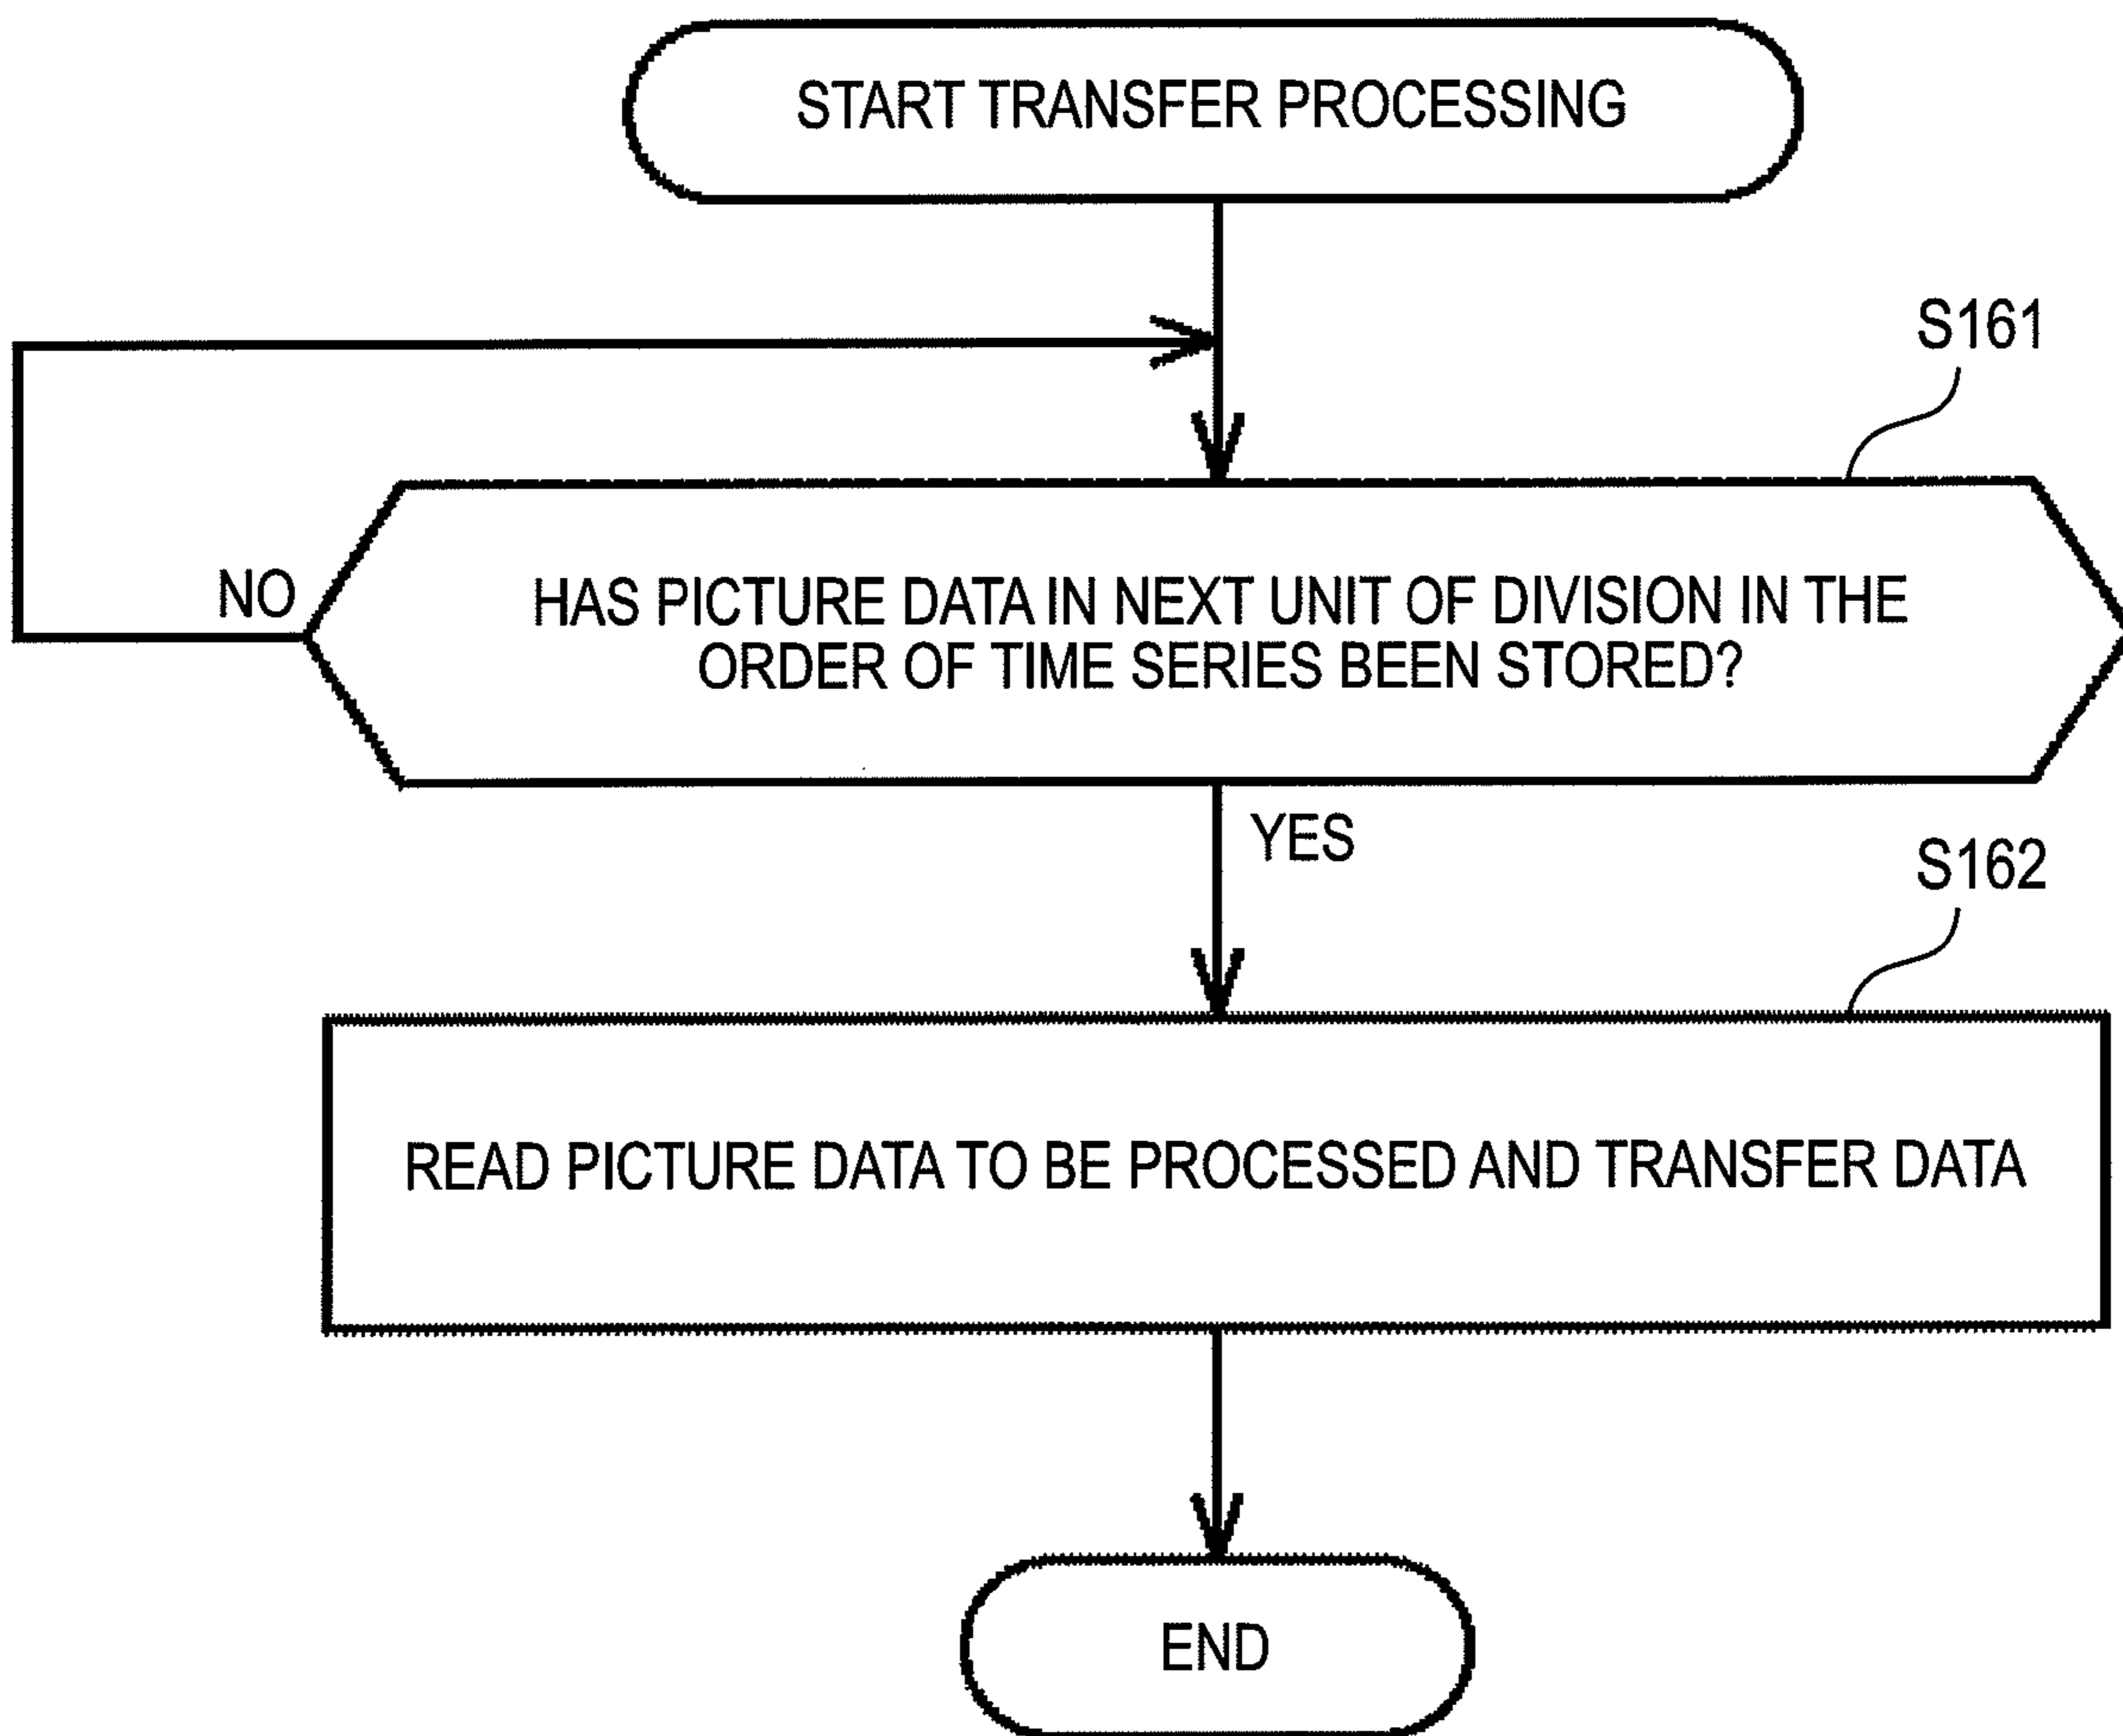 START TRANSFER PROCESSING
S161
NO
HAS PICTURE DATA IN NEXT UNIT OF DIVISION IN THE
ORDER OF TIME SERIES BEEN STORED?
YES
S162
READ PICTURE DATA TO BE PROCESSED AND TRANSFER DATA
END